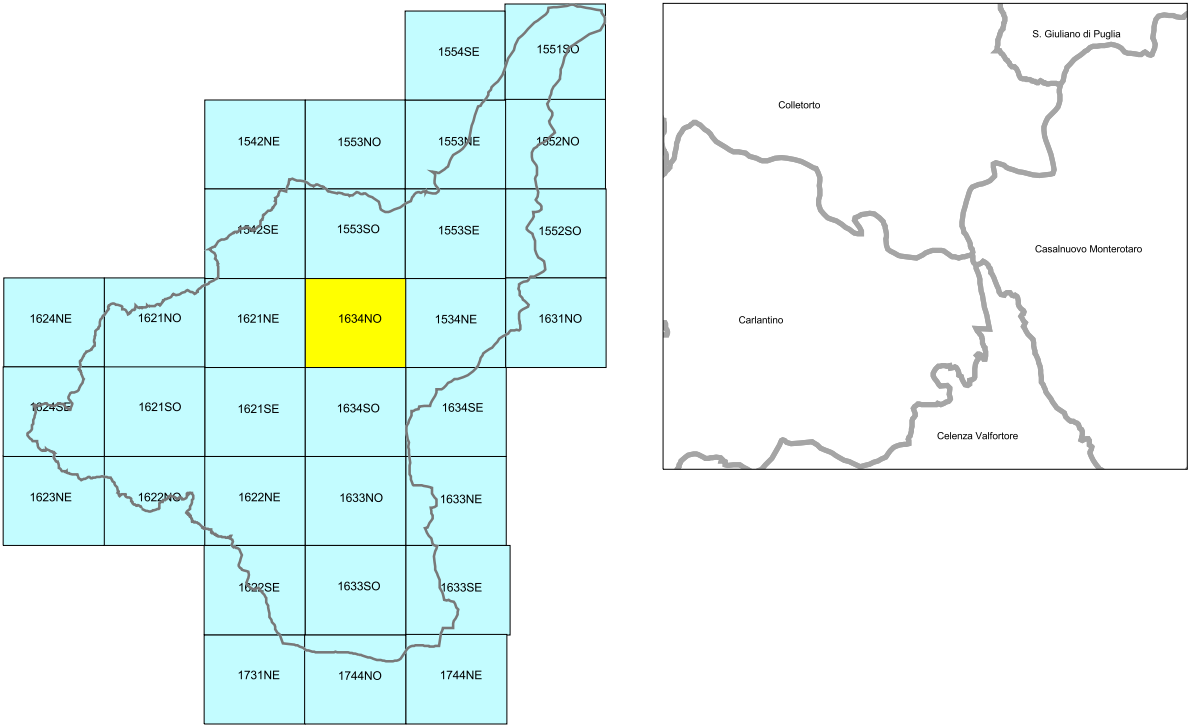 1554SE
1551SO
1542NE
1553NO
1553NE
1552NO
1542SE
1553SO
1553SE
1552SO
1624NE
1621NO
1621NE
1634NO
1534NE
1631NO
1624SE
1621SO
1621SE
1634SO
1634SE
1623NE
1622NO
1622NE
1633NO
1633NE
1622SE
1633SO
1633SE
1731NE
1744NO
1744NE
S. Giuliano di Puglia
Colletorto
Casalnuovo Monterotaro
Carlantino
Celenza Valfortore